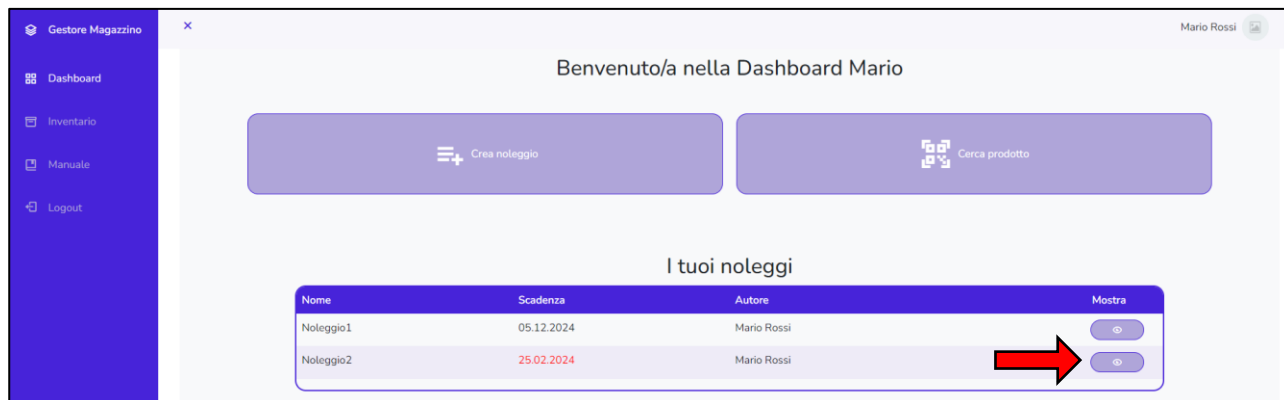 Gestore Magazzino
Mario Rossi
Dashboard
Inventario
Manuale
Logout
Benvenuto/a nella Dashboard Mario
Crea noleggio
Cerca prodotto
I tuoi noleggi
Nome Scadenza Autore Mostra
Noleggio1 05.12.2024 Mario Rossi
Noleggio2 25.02.2024 Mario Rossi